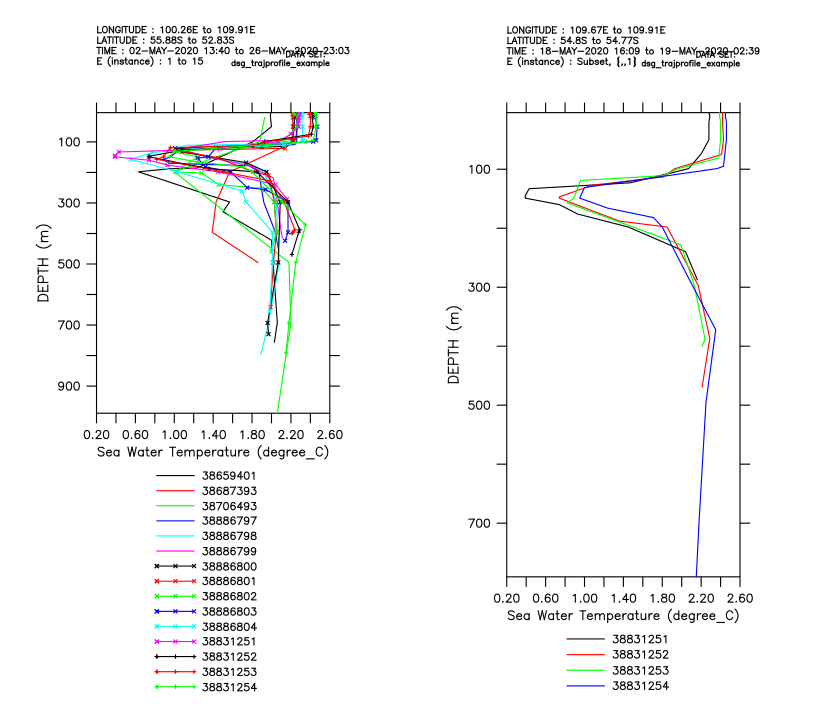 LONGITUDE : 100.26E to 109.91E
LATITUDE : 55.88S to 52.83S
TIME : 02-MAY-2020 13:40 to 26-MAY-2020 23:03
DATA SET:
E (instance) : 1 to 15
dsg_trajprofile_example
100
300
500
700
900
DEPTH (m)
0.20 0.60 1.00 1.40 1.80 2.20 2.60
Sea Water Temperature (degree_C)
38659401
38687393
38706493
38886797
38886798
38886799
38886800
38886801
38886802
38886803
38886804
38831251
38831252
38831253
38831254
LONGITUDE : 109.67E to 109.91E
LATITUDE : 54.8S to 54.77S
TIME : 18-MAY-2020 16:09 to 19-MAY-2020 02:39
DATA SET:
E (instance) : Subset, {,,1}
dsg_trajprofile_example
100
300
500
700
DEPTH (m)
0.20 0.60 1.00 1.40 1.80 2.20 2.60
Sea Water Temperature (degree_C)
38831251
38831252
38831253
38831254